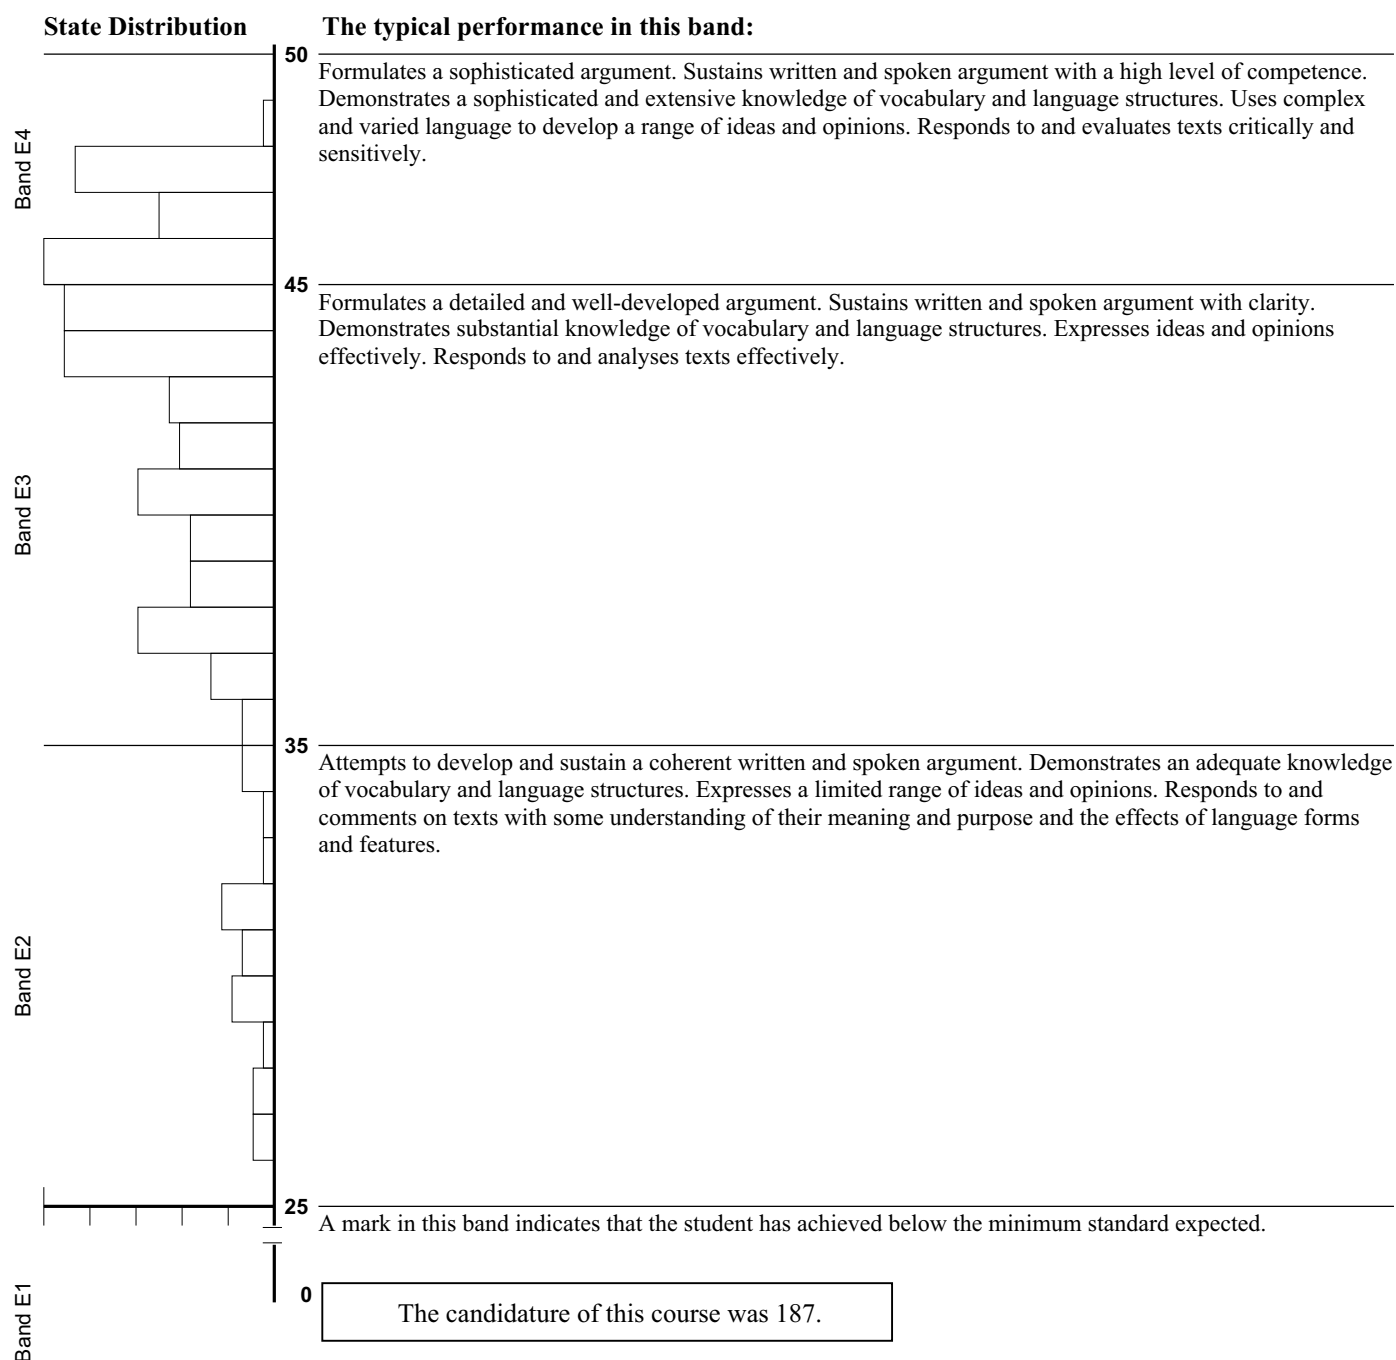 State Distribution
The typical performance in this band:
50
Formulates a sophisticated argument. Sustains written and spoken argument with a high level of competence.
Demonstrates a sophisticated and extensive knowledge of vocabulary and language structures. Uses complex
and varied language to develop a range of ideas and opinions. Responds to and evaluates texts critically and
sensitively.
Band E4
45
Formulates a detailed and well-developed argument. Sustains written and spoken argument with clarity.
Demonstrates substantial knowledge of vocabulary and language structures. Expresses ideas and opinions
effectively. Responds to and analyses texts effectively.
Band E3
35
Attempts to develop and sustain a coherent written and spoken argument. Demonstrates an adequate knowledge
of vocabulary and language structures. Expresses a limited range of ideas and opinions. Responds to and
comments on texts with some understanding of their meaning and purpose and the effects of language forms
and features.
Band E2
25
A mark in this band indicates that the student has achieved below the minimum standard expected.
0
Band E1
The candidature of this course was 187.